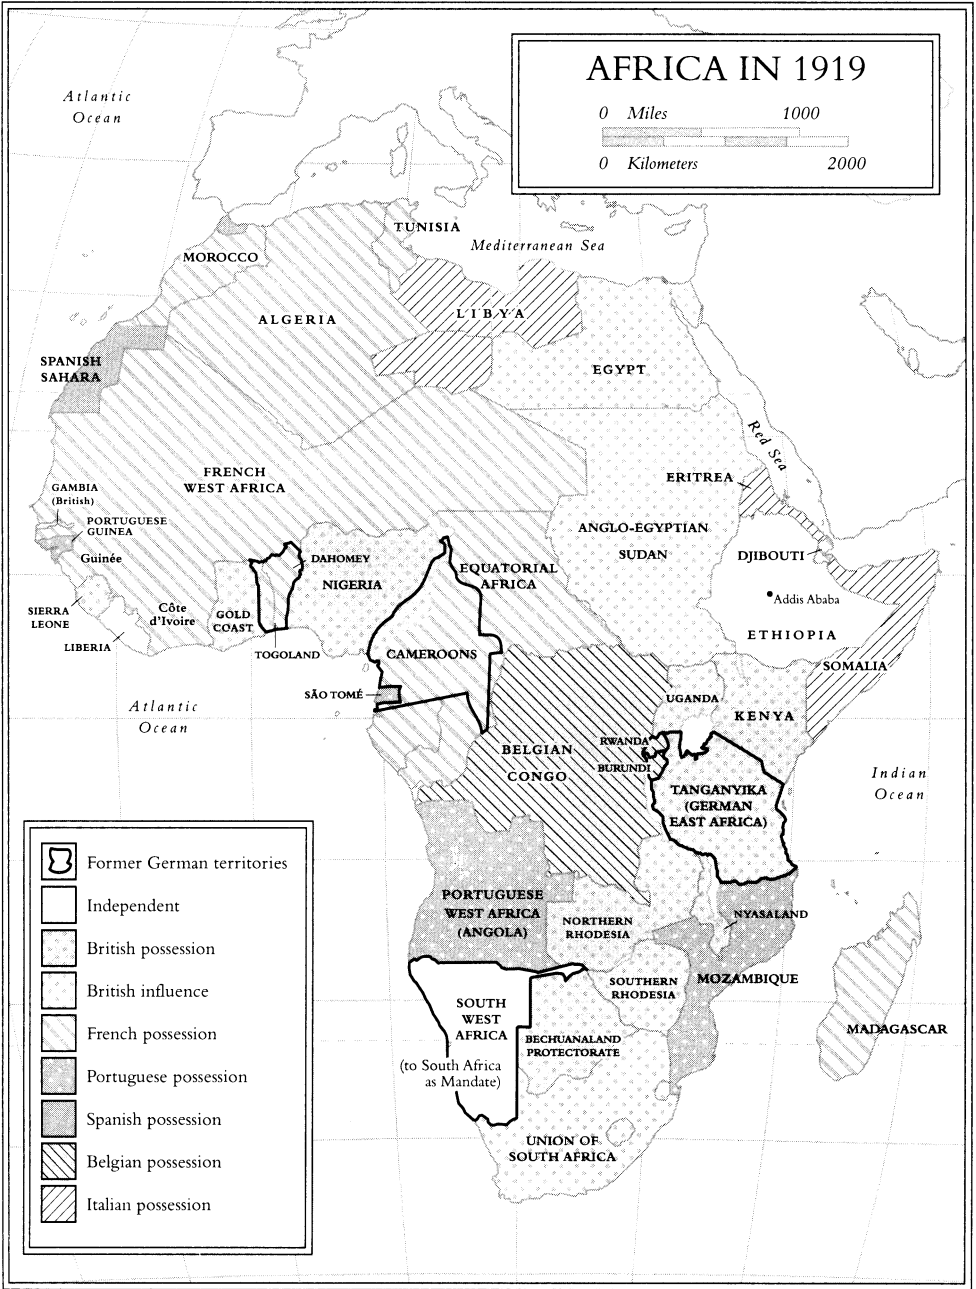 AFRICA IN 1919
0 Miles 1000
0 Kilometers 2000
Atlantic
Ocean
TUNISIA
Mediterranean Sea
MOROCCO
ALGERIA
LIBYA
SPANISH
SAHARA
EGYPT
Red Sea
FRENCH
WEST AFRICA
ERITREA
GAMBIA
(British)
PORTUGUESE
GUINEA
Guinée
ANGLO-EGYPTIAN
SUDAN
DJIBOUTI
DAHOMEY
NIGERIA
EQUATORIAL
AFRICA
Addis Ababa
SIERRA
LEONE
Côte
d'Ivoire
GOLD
COAST
LIBERIA
TOGOLAND
CAMEROONS
ETHIOPIA
SOMALIA
SÃO TOMÉ
UGANDA
KENYA
Atlantic
Ocean
RWANDA
BURUNDI
BELGIAN
CONGO
TANGANYIKA
(GERMAN
EAST AFRICA)
Indian
Ocean
PORTUGUESE
WEST AFRICA
(ANGOLA)
NORTHERN
RHODESIA
NYASALAND
SOUTHERN
RHODESIA
MOZAMBIQUE
SOUTH
WEST
AFRICA
(to South Africa
as Mandate)
BECHUANALAND
PROTECTORATE
MADAGASCAR
UNION OF
SOUTH AFRICA
Former German territories
Independent
British possession
British influence
French possession
Portuguese possession
Spanish possession
Belgian possession
Italian possession